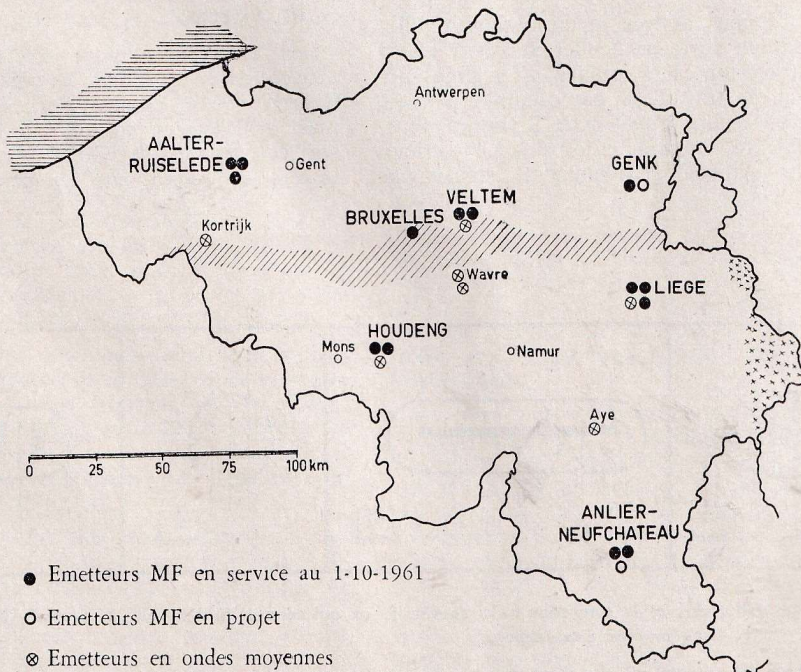 Antwerpen
AALTER-
RUISELEDE
Gent
GENK
VELTEM
BRUXELLES
Kortrijk
Wavre
LIEGE
HOUDENG
Mons
Namur
Aye
0 25 50 75 100 km
ANLIER-
NEUFCHATEAU
Emetteurs MF en service au 1-10-1961
Emetteurs MF en projet
Emetteurs en ondes moyennes